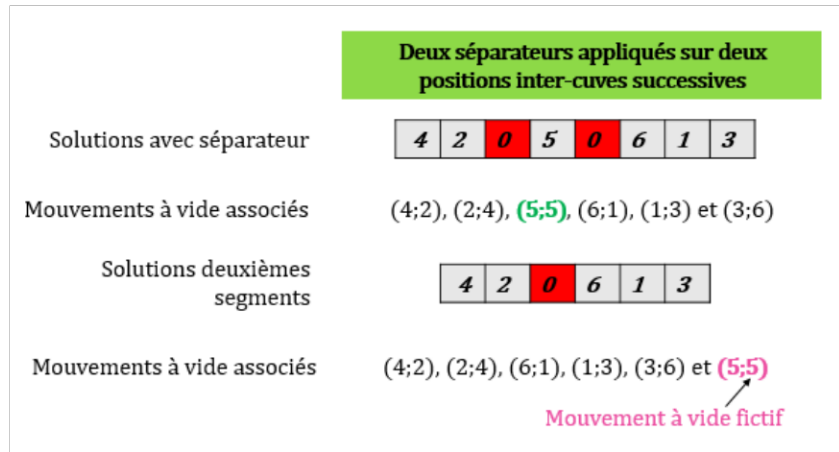 Deux séparateurs appliqués sur deux
positions inter-cuves successives
Solutions avec séparateur
4 2 0 5 0 6 1 3
Mouvements à vide associés
(4;2), (2;4), (5;5), (6;1), (1;3) et (3;6)
Solutions deuxièmes
segments
4 2 0 6 1 3
Mouvements à vide associés
(4;2), (2;4), (6;1), (1;3), (3;6) et (5;5)
Mouvement à vide fictif